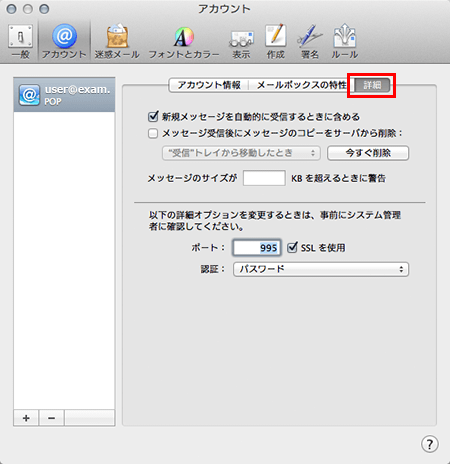 アカウント
一般 アカウント 迷惑メール フォントとカラー 表示 作成 署名 ルール
user@exam.
POP
アカウント情報 メールボックスの特性 詳細
新規メッセージを自動的に受信するときに含める
メッセージ受信後にメッセージのコピーをサーバから削除：
“受信”トレイから移動したとき 今すぐ削除
メッセージのサイズが KB を超えるときに警告
以下の詳細オプションを変更するときは、事前にシステム管理
者に確認してください。
ポート： 995 SSL を使用
認証： パスワード
+ −
?